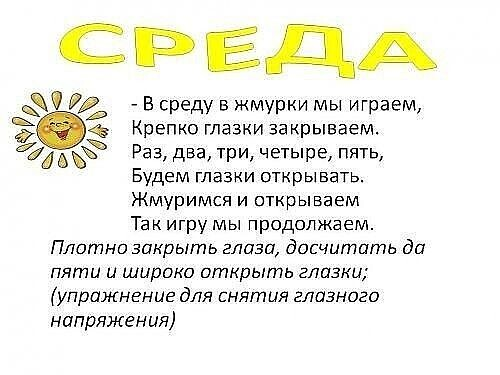 СРЕДА
- В среду в жмурки мы играем,
Крепко глазки закрываем.
Раз, два, три, четыре, пять,
Будем глазки открывать.
Жмуримся и открываем
Так игру мы продолжаем.
Плотно закрыть глаза, досчитать да
пяти и широко открыть глазки;
(упражнение для снятия глазного
напряжения)